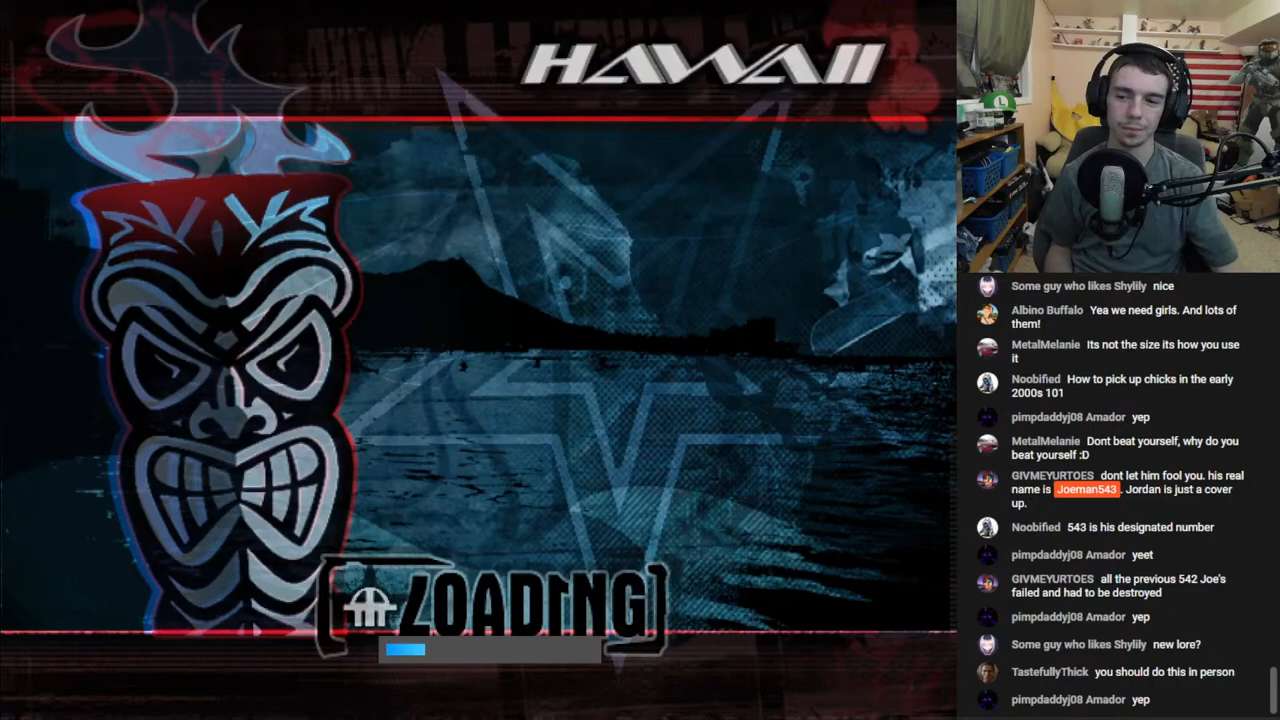 HAWAII
LOADING
Some guy who likes Shylily nice
Albino Buffalo Yea we need girls. And lots of
them!
MetalMelanie Its not the size its how you use
it
Noobified How to pick up chicks in the early
2000s 101
pimpdaddyj08 Amador yep
MetalMelanie Dont beat yourself, why do you
beat yourself :D
GIVMEYURTOES dont let him fool you. his real
name is Joeman543 . Jordan is just a cover
up.
Noobified 543 is his designated number
pimpdaddyj08 Amador yeet
GIVMEYURTOES all the previous 542 Joe's
failed and had to be destroyed
pimpdaddyj08 Amador yep
Some guy who likes Shylily new lore?
TastefullyThick you should do this in person
pimpdaddyj08 Amador yep